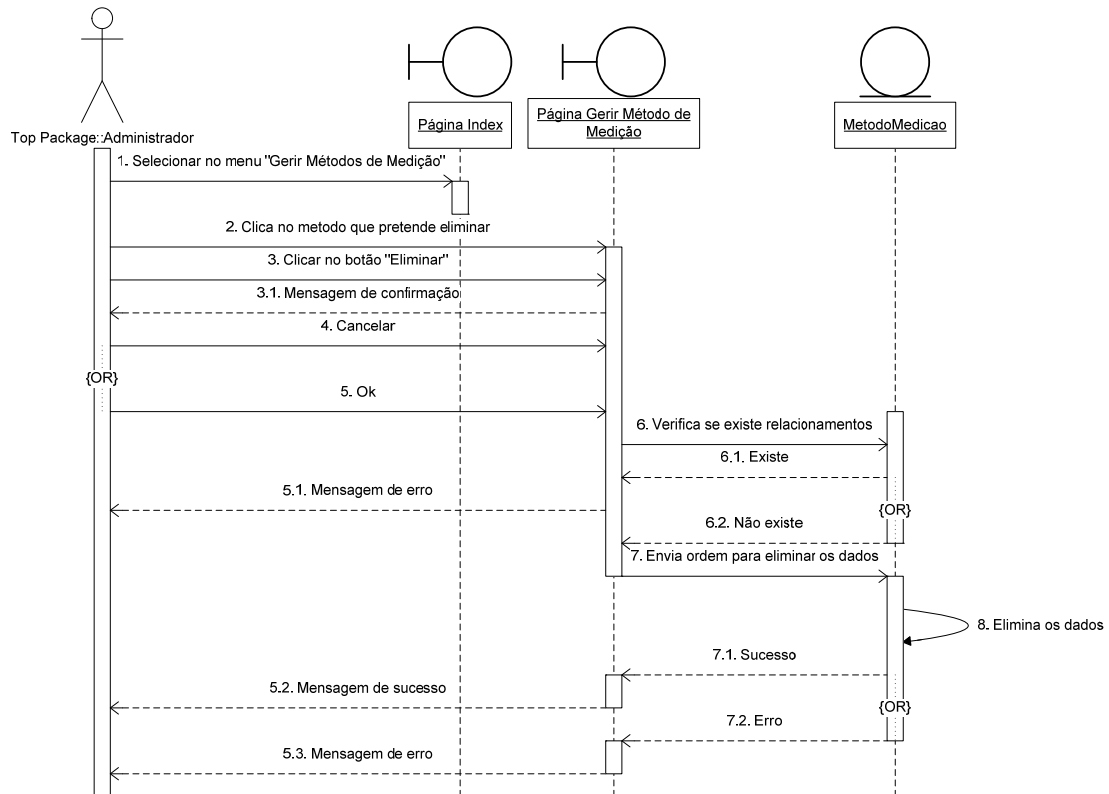 Top Package::Administrador
Página Index
Página Gerir Método de
Medição
MetodoMedicao
1. Selecionar no menu "Gerir Métodos de Medição"
2. Clica no metodo que pretende eliminar
3. Clicar no botão "Eliminar"
3.1. Mensagem de confirmação
4. Cancelar
{OR}
5. Ok
6. Verifica se existe relacionamentos
6.1. Existe
5.1. Mensagem de erro
{OR}
6.2. Não existe
7. Envia ordem para eliminar os dados
8. Elimina os dados
7.1. Sucesso
5.2. Mensagem de sucesso
{OR}
7.2. Erro
5.3. Mensagem de erro